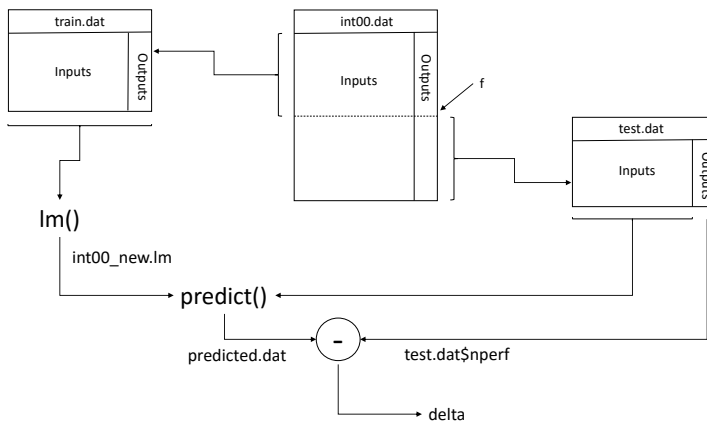 train.dat
Inputs
Outputs
int00.dat
Inputs
Outputs
f
test.dat
Inputs
Outputs
lm()
int00_new.lm
predict()
predicted.dat
-
test.dat$nperf
delta